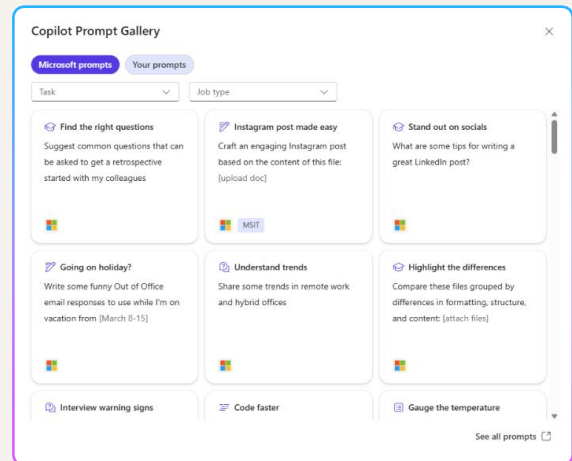 Copilot Prompt Gallery
Microsoft prompts
Your prompts
Task
Job type
Find the right questions
Suggest common questions that can
be asked to get a retrospective
started with my colleagues
Instagram post made easy
Craft an engaging Instagram post
based on the content of this file:
[upload doc]
MSIT
Stand out on socials
What are some tips for writing a
great LinkedIn post?
Going on holiday?
Write some funny Out of Office
email responses to use while I'm on
vacation from [March 8-15]
Understand trends
Share some trends in remote work
and hybrid offices
Highlight the differences
Compare these files grouped by
differences in formatting, structure,
and content: [attach files]
Interview warning signs
Code faster
Gauge the temperature
See all prompts